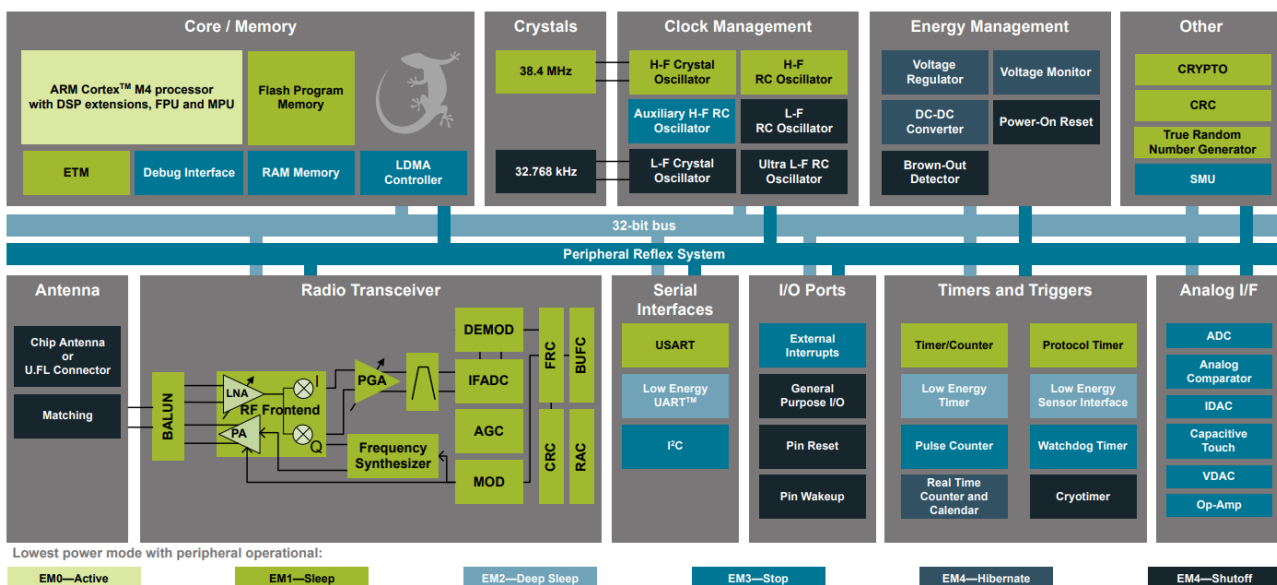 Core / Memory
ARM Cortex™ M4 processor
with DSP extensions, FPU and MPU
Flash Program
Memory
ETM
Debug Interface
RAM Memory
LDMA
Controller
Crystals
38.4 MHz
32.768 kHz
Clock Management
H-F Crystal
Oscillator
H-F
RC Oscillator
Auxiliary H-F RC
Oscillator
L-F
RC Oscillator
L-F Crystal
Oscillator
Ultra L-F RC
Oscillator
Energy Management
Voltage
Regulator
Voltage Monitor
DC-DC
Converter
Power-On Reset
Brown-Out
Detector
Other
CRYPTO
CRC
True Random
Number Generator
SMU
32-bit bus
Peripheral Reflex System
Antenna
Chip Antenna
or
U.FL Connector
Matching
Radio Transceiver
BALUN
LNA
RF Frontend
PA
I
Q
PGA
Frequency
Synthesizer
DEMOD
IFADC
AGC
MOD
FRC
BUFC
CRC
RAC
Serial
Interfaces
USART
Low Energy
UART™
I²C
I/O Ports
External
Interrupts
General
Purpose I/O
Pin Reset
Pin Wakeup
Timers and Triggers
Timer/Counter
Protocol Timer
Low Energy
Timer
Low Energy
Sensor Interface
Pulse Counter
Watchdog Timer
Real Time
Counter and
Calendar
Cryotimer
Analog I/F
ADC
Analog
Comparator
IDAC
Capacitive
Touch
VDAC
Op-Amp
Lowest power mode with peripheral operational:
EM0—Active
EM1—Sleep
EM2—Deep Sleep
EM3—Stop
EM4—Hibernate
EM4—Shutoff